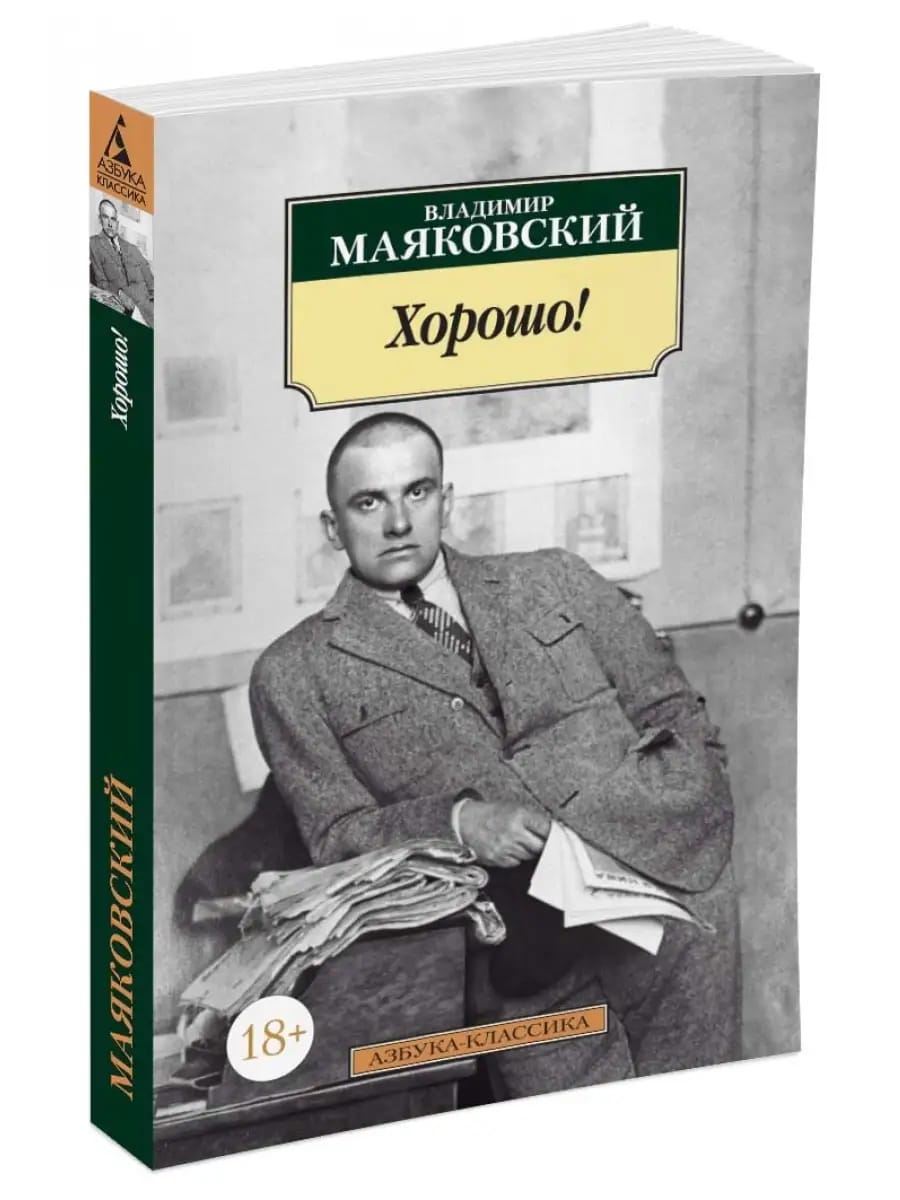 АЗБУКА
КЛАССИКА
Хорошо!
МАЯКОВСКИЙ
ВЛАДИМИР
МАЯКОВСКИЙ
Хорошо!
18+
АЗБУКА-КЛАССИКА